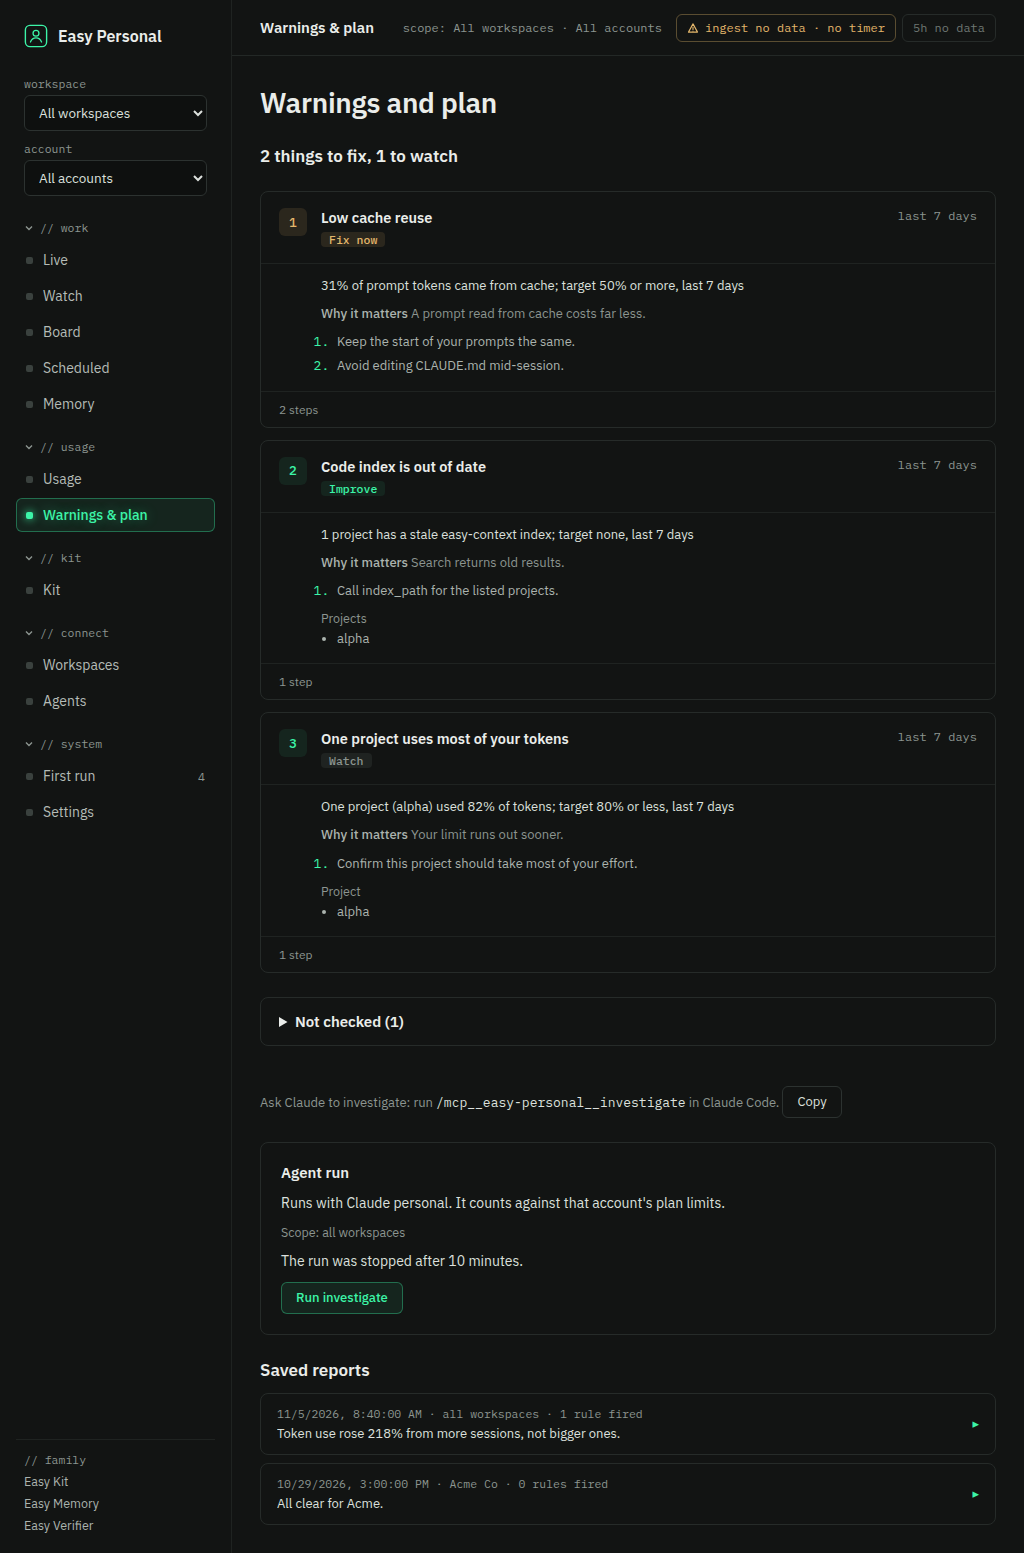 Easy Personal
workspace
All workspaces
account
All accounts
// work
Live
Watch
Board
Scheduled
Memory
// usage
Usage
Warnings & plan
// kit
Kit
// connect
Workspaces
Agents
// system
First run 4
Settings
// family
Easy Kit
Easy Memory
Easy Verifier
Warnings & plan scope: All workspaces · All accounts ⚠ ingest no data · no timer 5h no data
Warnings and plan
2 things to fix, 1 to watch
1 Low cache reuse last 7 days
Fix now
31% of prompt tokens came from cache; target 50% or more, last 7 days
Why it matters A prompt read from cache costs far less.
1. Keep the start of your prompts the same.
2. Avoid editing CLAUDE.md mid-session.
2 steps
2 Code index is out of date last 7 days
Improve
1 project has a stale easy-context index; target none, last 7 days
Why it matters Search returns old results.
1. Call index_path for the listed projects.
Projects
• alpha
1 step
3 One project uses most of your tokens last 7 days
Watch
One project (alpha) used 82% of tokens; target 80% or less, last 7 days
Why it matters Your limit runs out sooner.
1. Confirm this project should take most of your effort.
Project
• alpha
1 step
▶ Not checked (1)
Ask Claude to investigate: run /mcp__easy-personal__investigate in Claude Code. Copy
Agent run
Runs with Claude personal. It counts against that account's plan limits.
Scope: all workspaces
The run was stopped after 10 minutes.
Run investigate
Saved reports
11/5/2026, 8:40:00 AM · all workspaces · 1 rule fired
Token use rose 218% from more sessions, not bigger ones.
10/29/2026, 3:00:00 PM · Acme Co · 0 rules fired
All clear for Acme.